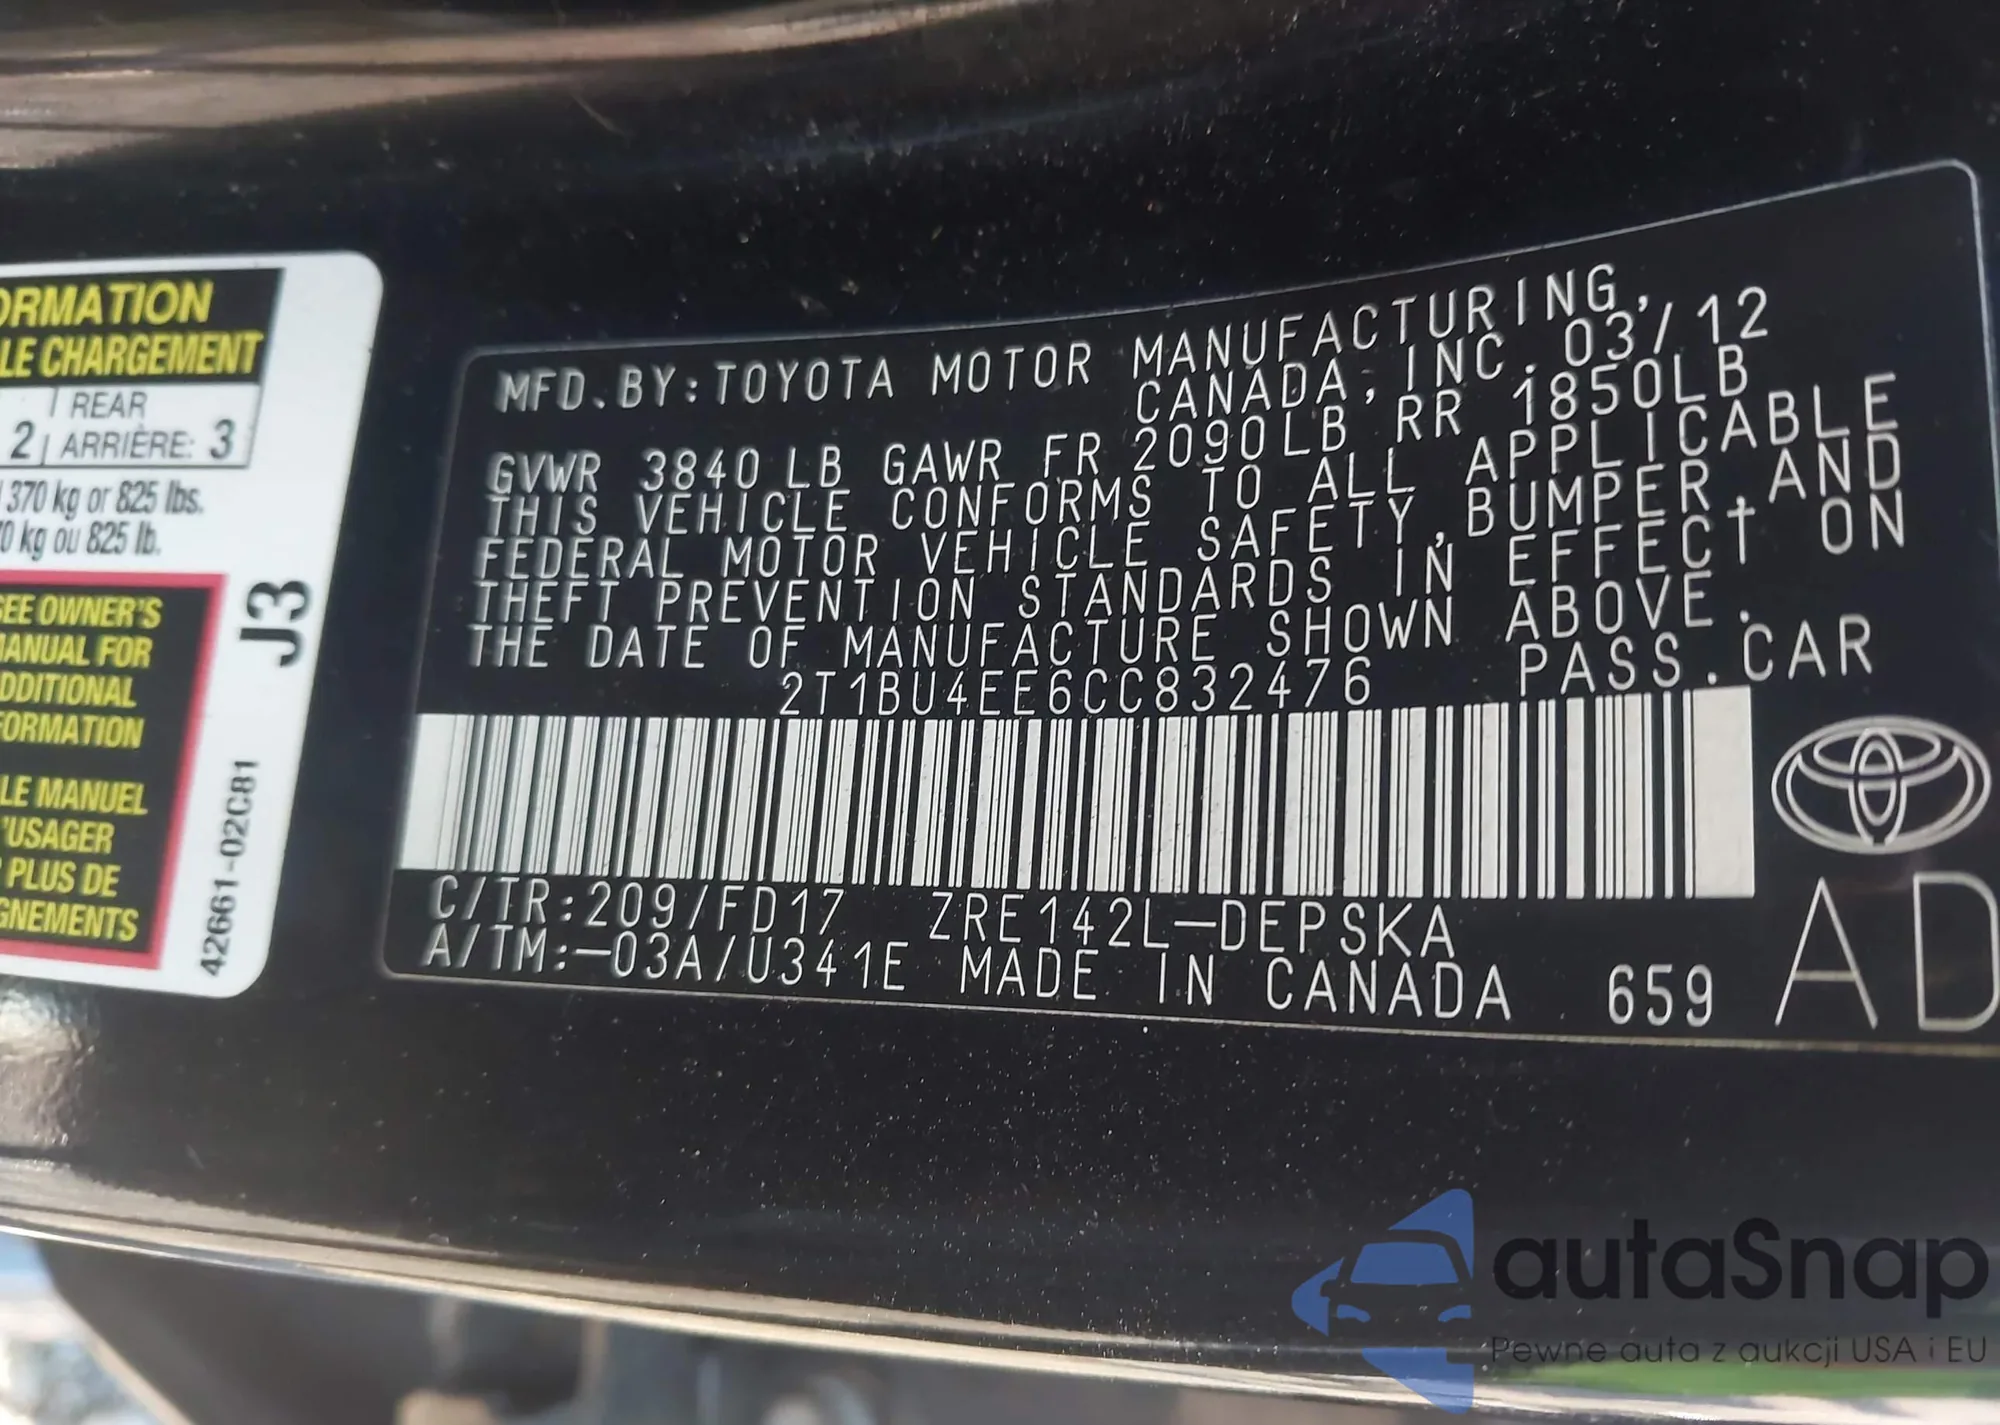 ORMATION
LE CHARGEMENT
2 REAR
ARRIÈRE: 3
370 kg or 825 lbs.
0 kg ou 825 lb.
SEE OWNER'S
MANUAL FOR
DDITIONAL
FORMATION
LE MANUEL
'USAGER
PLUS DE
GNEMENTS
J3
42661-02C81
MFD.BY:TOYOTA MOTOR MANUFACTURING,
CANADA, INC. 03/12
GVWR 3840LB GAWR FR 2090LB RR 1850LB
THIS VEHICLE CONFORMS TO ALL APPLICABLE
FEDERAL MOTOR VEHICLE SAFETY,BUMPER,AND
THEFT PREVENTION STANDARDS IN EFFECT ON
THE DATE OF MANUFACTURE SHOWN ABOVE.
2T1BU4EE6CC832476 PASS.CAR
C/TR:209/FD17 ZRE142L-DEPSKA
A/TM:-03A/U341E MADE IN CANADA 659
AD
autaSnap
Pewne auta z aukcji USA i EU